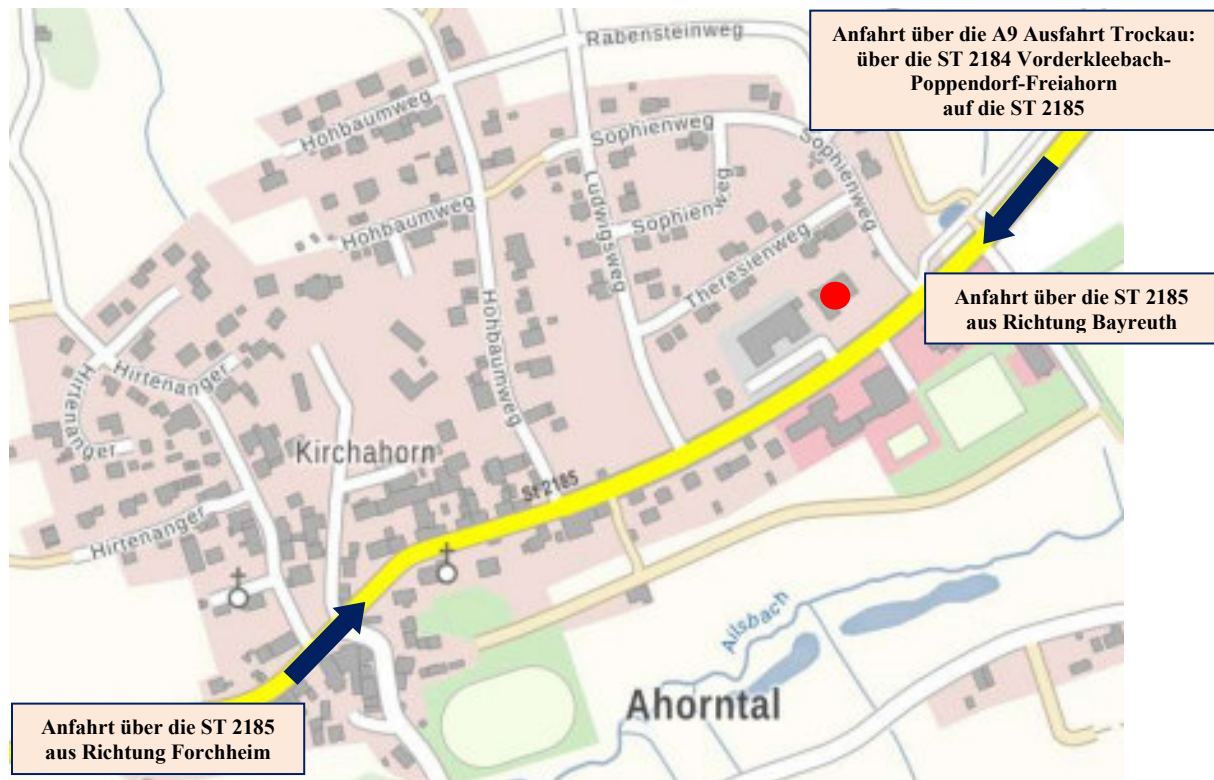 Rabensteinweg
Anfahrt über die A9 Ausfahrt Trockau:
über die ST 2184 Vorderkleebach-
Poppendorf-Freiahorn
auf die ST 2185
Hohbaumweg
Sophienweg
Sophienweg
Ludwigsweg
Sophienweg
Hohbaumweg
Theresienweg
Anfahrt über die ST 2185
aus Richtung Bayreuth
Hohbaumweg
Hirtenanger
Hirtenanger
Kirchahorn
St 2185
Hirtenanger
Ailsbach
Ahorntal
Anfahrt über die ST 2185
aus Richtung Forchheim